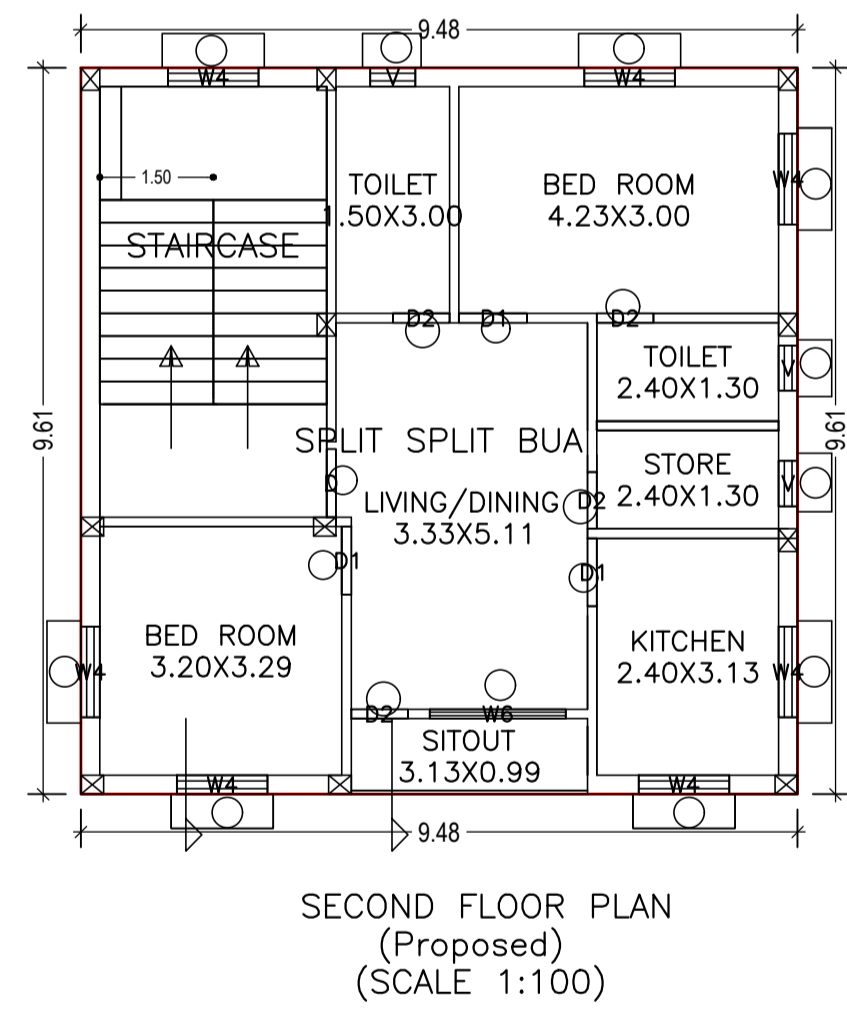 9.48
W4
V
W4
1.50
TOILET
1.50X3.00
BED ROOM
4.23X3.00
W4
STAIRCASE
D2
D1
D2
TOILET
2.40X1.30
V
9.61
9.61
SPLIT SPLIT BUA
STORE
2.40X1.30
V
D
LIVING/DINING
3.33X5.11
D2
D1
D1
BED ROOM
3.20X3.29
W4
KITCHEN
2.40X3.13
W4
D2
W6
SITOUT
3.13X0.99
W4
W4
9.48
SECOND FLOOR PLAN
(Proposed)
(SCALE 1:100)